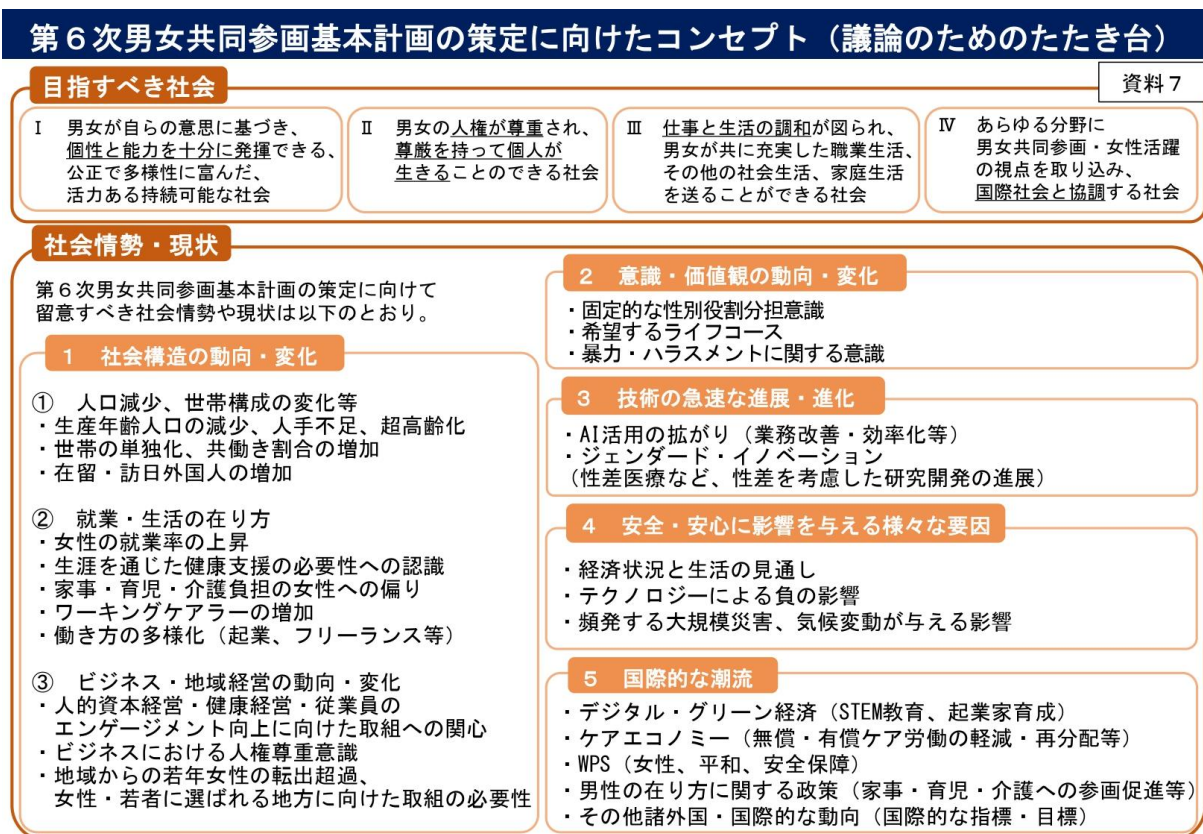 第６次男女共同参画基本計画の策定に向けたコンセプト（議論のためのたたき台）
資料７
目指すべき社会
Ⅰ 男女が自らの意思に基づき、
個性と能力を十分に発揮できる、
公正で多様性に富んだ、
活力ある持続可能な社会
Ⅱ 男女の人権が尊重され、
尊厳を持って個人が
生きることのできる社会
Ⅲ 仕事と生活の調和が図られ、
男女が共に充実した職業生活、
その他の社会生活、家庭生活
を送ることができる社会
Ⅳ あらゆる分野に
男女共同参画・女性活躍
の視点を取り込み、
国際社会と協調する社会
社会情勢・現状
第６次男女共同参画基本計画の策定に向けて
留意すべき社会情勢や現状は以下のとおり。
１ 社会構造の動向・変化
① 人口減少、世帯構成の変化等
・生産年齢人口の減少、人手不足、超高齢化
・世帯の単独化、共働き割合の増加
・在留・訪日外国人の増加
② 就業・生活の在り方
・女性の就業率の上昇
・生涯を通じた健康支援の必要性への認識
・家事・育児・介護負担の女性への偏り
・ワーキングケアラーの増加
・働き方の多様化（起業、フリーランス等）
③ ビジネス・地域経営の動向・変化
・人的資本経営・健康経営・従業員の
エンゲージメント向上に向けた取組への関心
・ビジネスにおける人権尊重意識
・地域からの若年女性の転出超過、
女性・若者に選ばれる地方に向けた取組の必要性
２ 意識・価値観の動向・変化
・固定的な性別役割分担意識
・希望するライフコース
・暴力・ハラスメントに関する意識
３ 技術の急速な進展・進化
・AI活用の拡がり（業務改善・効率化等）
・ジェンダード・イノベーション
（性差医療など、性差を考慮した研究開発の進展）
４ 安全・安心に影響を与える様々な要因
・経済状況と生活の見通し
・テクノロジーによる負の影響
・頻発する大規模災害、気候変動が与える影響
５ 国際的な潮流
・デジタル・グリーン経済（STEM教育、起業家育成）
・ケアエコノミー（無償・有償ケア労働の軽減・再分配等）
・WPS（女性、平和、安全保障）
・男性の在り方に関する政策（家事・育児・介護への参画促進等）
・その他諸外国・国際的な動向（国際的な指標・目標）